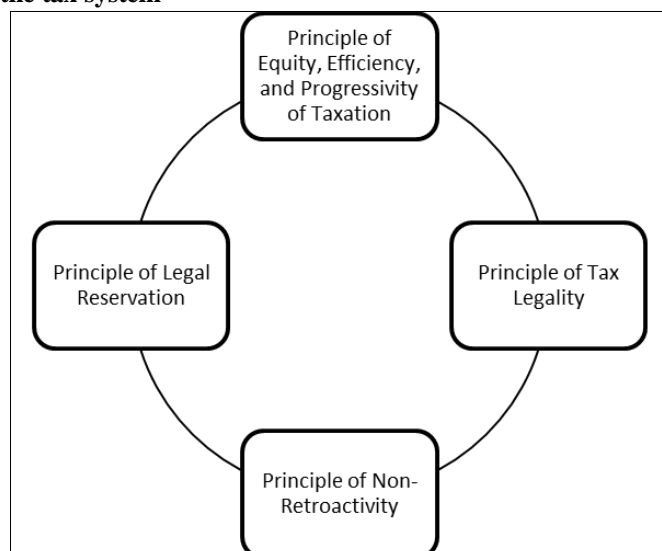 the tax system
Principle of
Equity, Efficiency,
and Progressivity
of Taxation
Principle of Legal
Reservation
Principle of Tax
Legality
Principle of Non-
Retroactivity